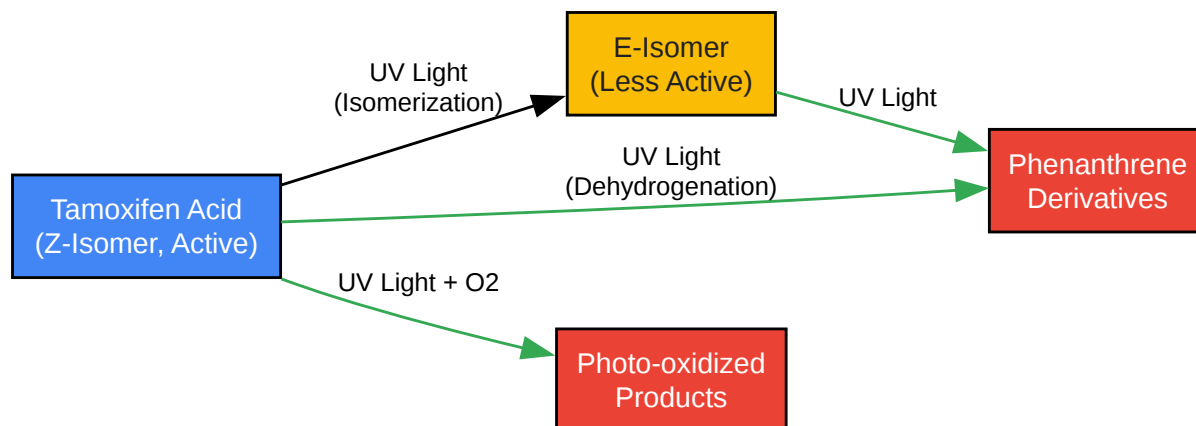 UV Light
(Isomerization)
E-Isomer
(Less Active)
UV Light
UV Light
(Dehydrogenation)
Phenanthrene
Derivatives
Tamoxifen Acid
(Z-Isomer, Active)
UV Light + O2
Photo-oxidized
Products